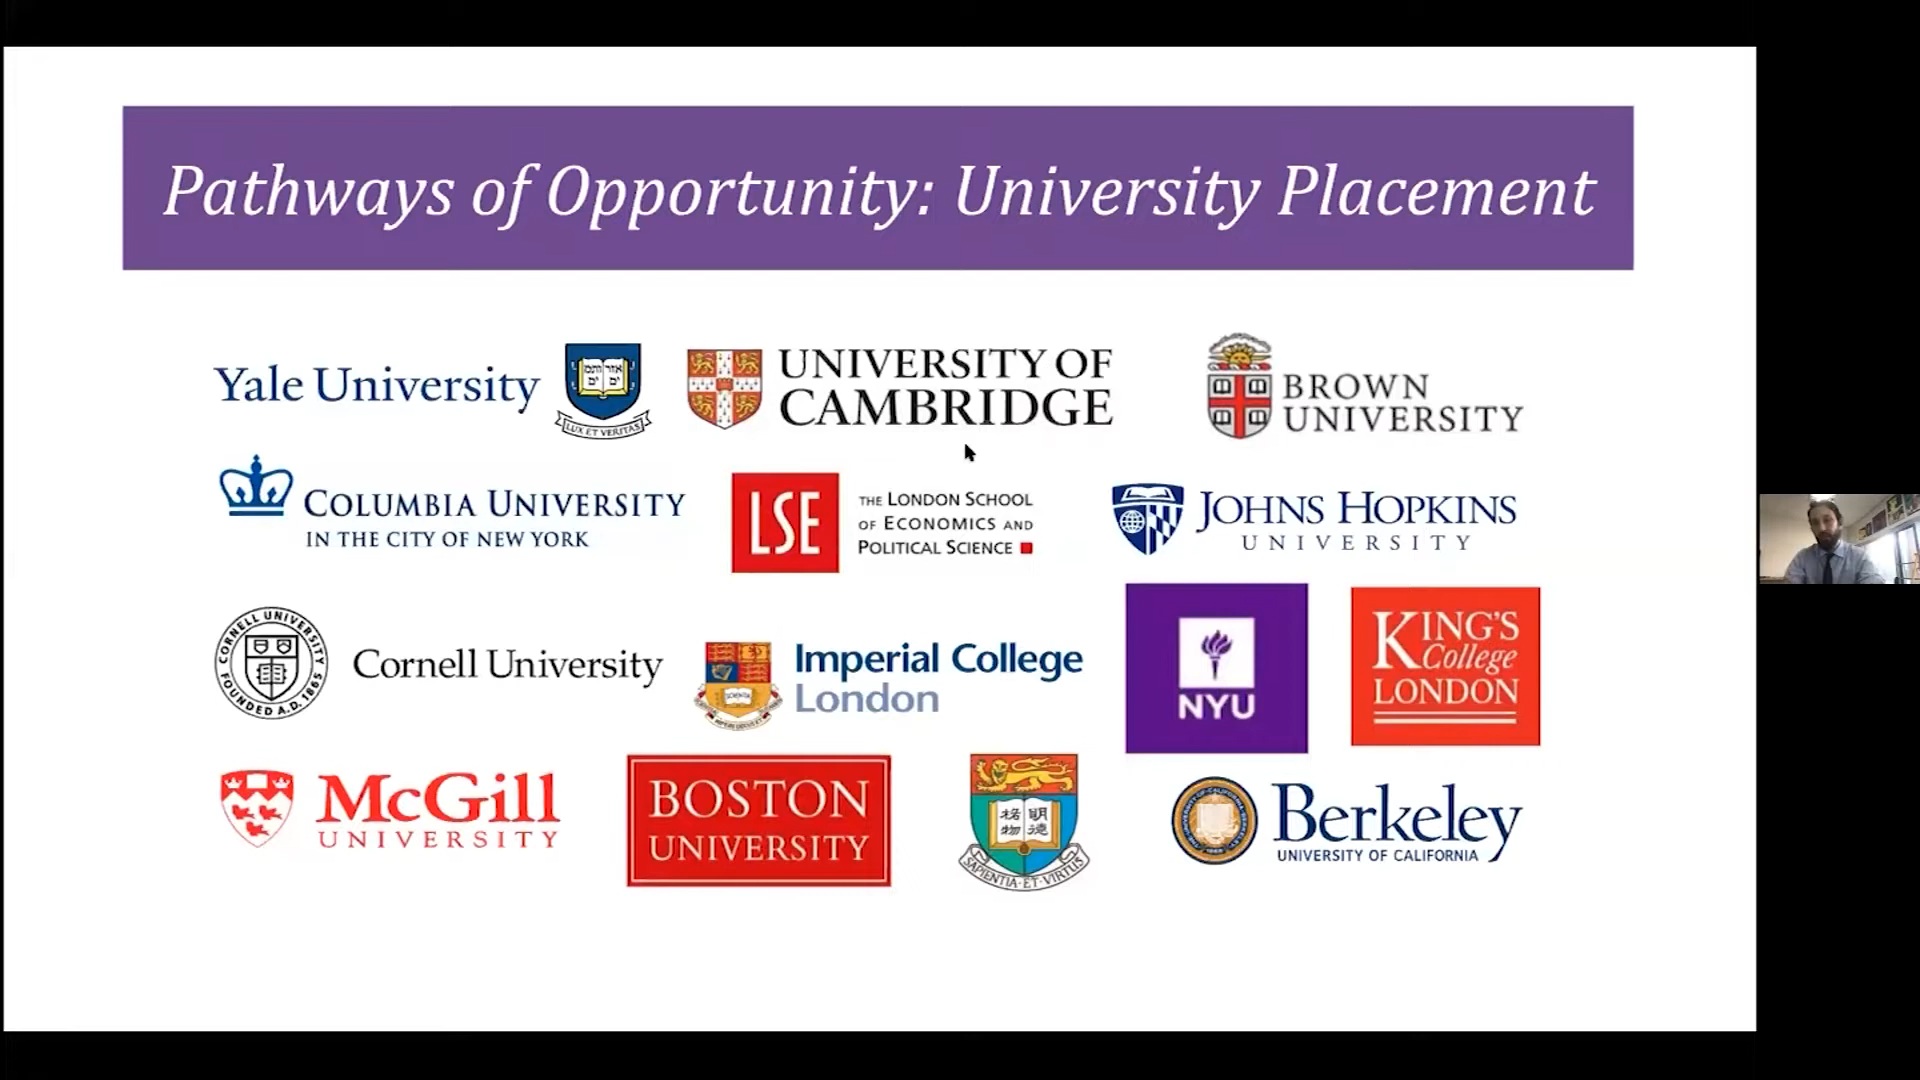 Pathways of Opportunity: University Placement
Yale University
אורים ותמים
LUX ET VERITAS
UNIVERSITY OF
CAMBRIDGE
BROWN
UNIVERSITY
COLUMBIA UNIVERSITY
IN THE CITY OF NEW YORK
LSE
THE LONDON SCHOOL
OF ECONOMICS AND
POLITICAL SCIENCE
JOHNS HOPKINS
UNIVERSITY
CORNELL UNIVERSITY
FOUNDED A.D. 1865
Cornell University
SCIENTIA
Imperial College
London
NYU
KING'S
College
LONDON
McGill
UNIVERSITY
BOSTON
UNIVERSITY
明德
格物
SAPIENTIA·ET·VIRTUS
Berkeley
UNIVERSITY OF CALIFORNIA